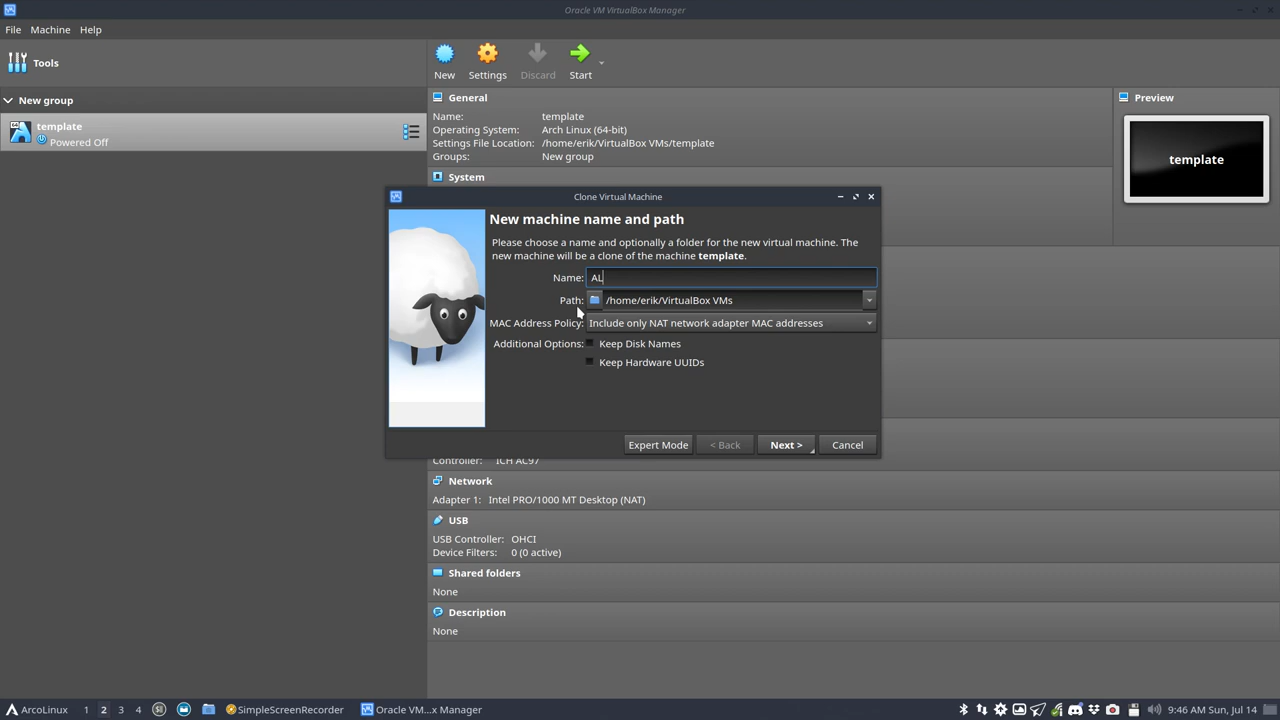 Oracle VM VirtualBox Manager
File Machine Help
Tools
New Settings Discard Start
New group
template
Powered Off
General
Name: template
Operating System: Arch Linux (64-bit)
Settings File Location: /home/erik/VirtualBox VMs/template
Groups: New group
System
Preview
template
Clone Virtual Machine
New machine name and path
Please choose a name and optionally a folder for the new virtual machine. The
new machine will be a clone of the machine template.
Name: AL
Path: /home/erik/VirtualBox VMs
MAC Address Policy: Include only NAT network adapter MAC addresses
Additional Options: Keep Disk Names
Keep Hardware UUIDs
Expert Mode < Back Next > Cancel
Controller: ICH AC97
Network
Adapter 1: Intel PRO/1000 MT Desktop (NAT)
USB
USB Controller: OHCI
Device Filters: 0 (0 active)
Shared folders
None
Description
None
ArcoLinux 1 2 3 4 SimpleScreenRecorder Oracle VM...x Manager 9:46 AM Sun, Jul 14